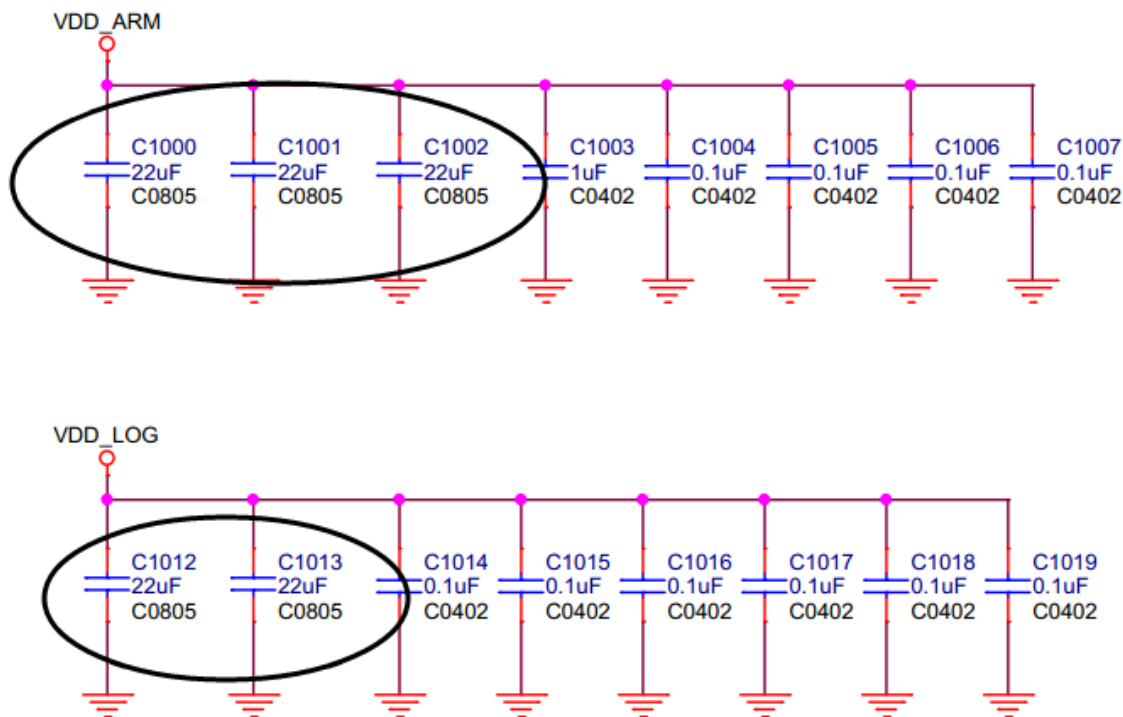 VDD_ARM
C1000 C1001 C1002 C1003 C1004 C1005 C1006 C1007
22uF 22uF 22uF 1uF 0.1uF 0.1uF 0.1uF 0.1uF
C0805 C0805 C0805 C0402 C0402 C0402 C0402 C0402
VDD_LOG
C1012 C1013 C1014 C1015 C1016 C1017 C1018 C1019
22uF 22uF 0.1uF 0.1uF 0.1uF 0.1uF 0.1uF 0.1uF
C0805 C0805 C0402 C0402 C0402 C0402 C0402 C0402